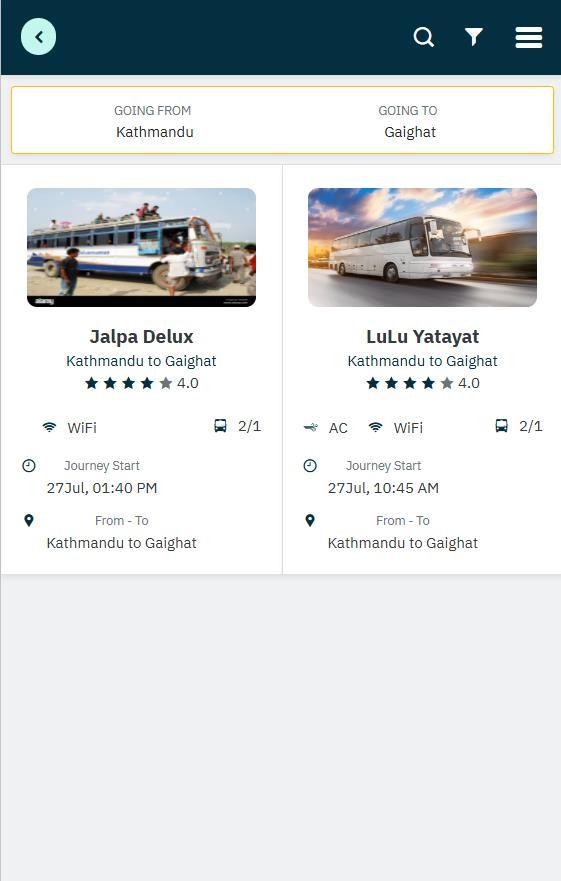 GOING FROM
GOING TO
Kathmandu
Gaighat
alamy
Jalpa Delux
Kathmandu to Gaighat
4.0
WiFi
2/1
Journey Start
27Jul, 01:40 PM
From - To
Kathmandu to Gaighat
LuLu Yatayat
Kathmandu to Gaighat
4.0
AC
WiFi
2/1
Journey Start
27Jul, 10:45 AM
From - To
Kathmandu to Gaighat